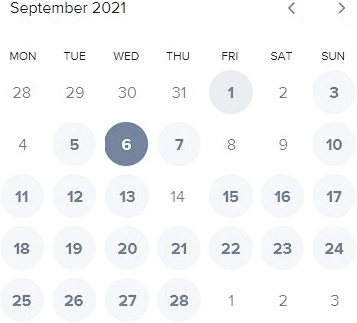 September 2021
MON TUE WED THU FRI SAT SUN
28 29 30 31 1 2 3
4 5 6 7 8 9 10
11 12 13 14 15 16 17
18 19 20 21 22 23 24
25 26 27 28 1 2 3